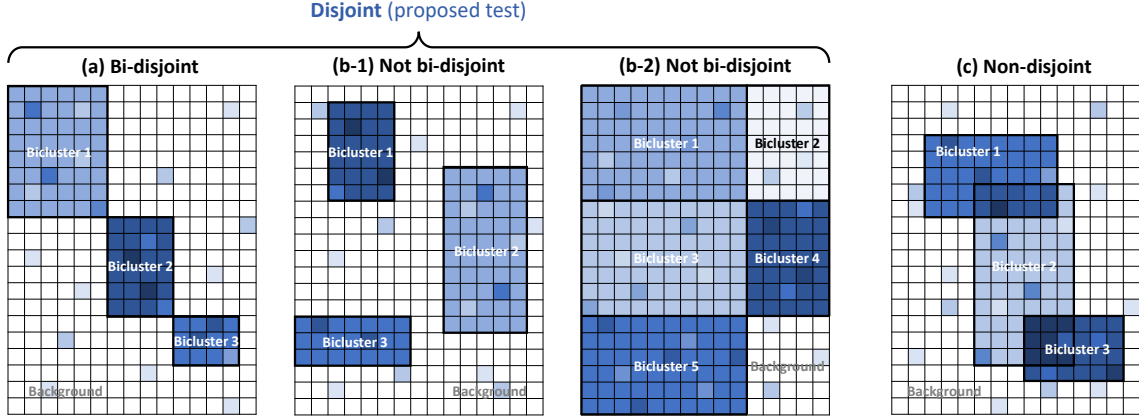 Disjoint (proposed test)
(a) Bi-disjoint
(b-1) Not bi-disjoint
(b-2) Not bi-disjoint
(c) Non-disjoint
Bicluster 1
Bicluster 2
Bicluster 3
Background
Bicluster 1
Bicluster 2
Bicluster 3
Background
Bicluster 1
Bicluster 2
Bicluster 3
Bicluster 4
Bicluster 5
Background
Bicluster 1
Bicluster 2
Bicluster 3
Background